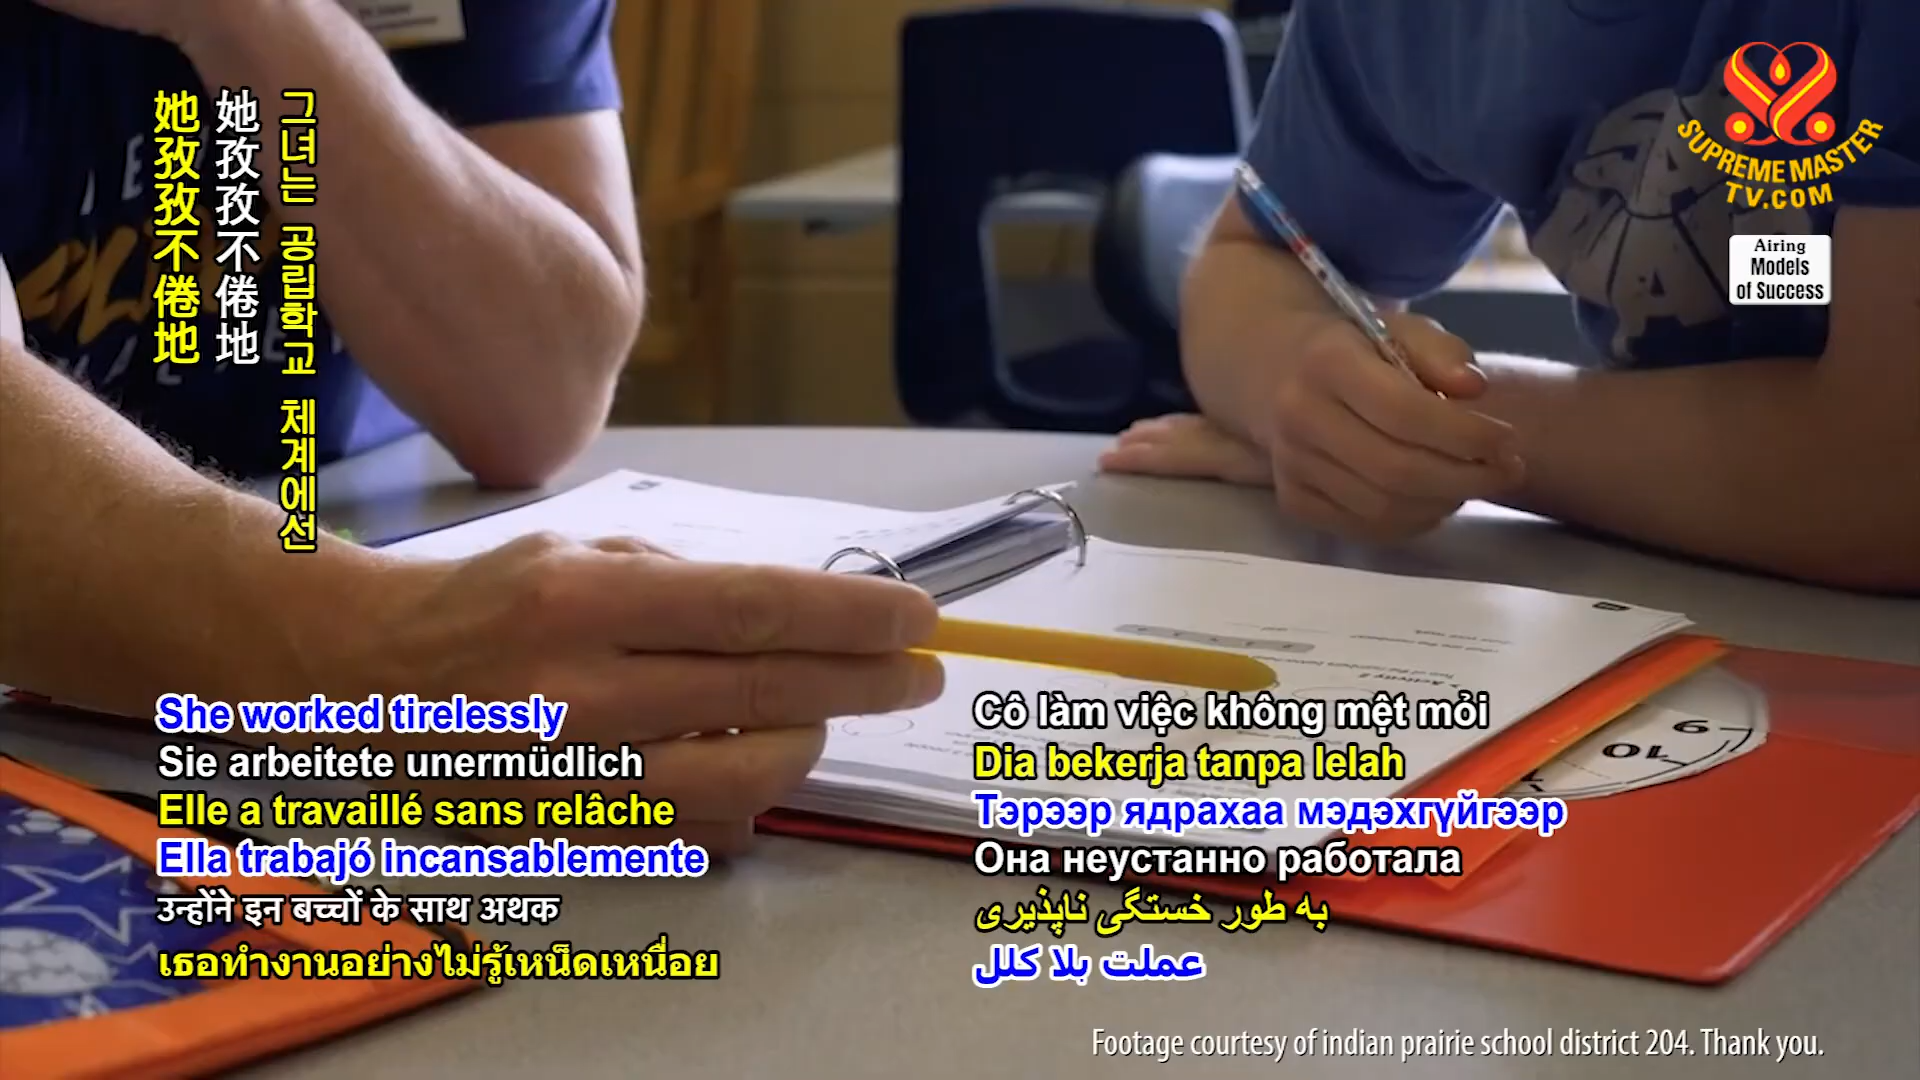 그녀는 공립학교 체계에선
她孜孜不倦地
她孜孜不倦地
SUPREME MASTER
TV.COM
Airing
Models
of Success
She worked tirelessly
Sie arbeitete unermüdlich
Elle a travaillé sans relâche
Ella trabajó incansablemente
उन्होंने इन बच्चों के साथ अथक
เธอทำงานอย่างไม่รู้เหน็ดเหนื่อย
Cô làm việc không mệt mỏi
Dia bekerja tanpa lelah
Тэрээр ядрахаа мэдэхгүйгээр
Она неустанно работала
به طور خستگی ناپذیری
عملت بلا كلل
Activity 2
9
10
Footage courtesy of indian prairie school district 204. Thank you.